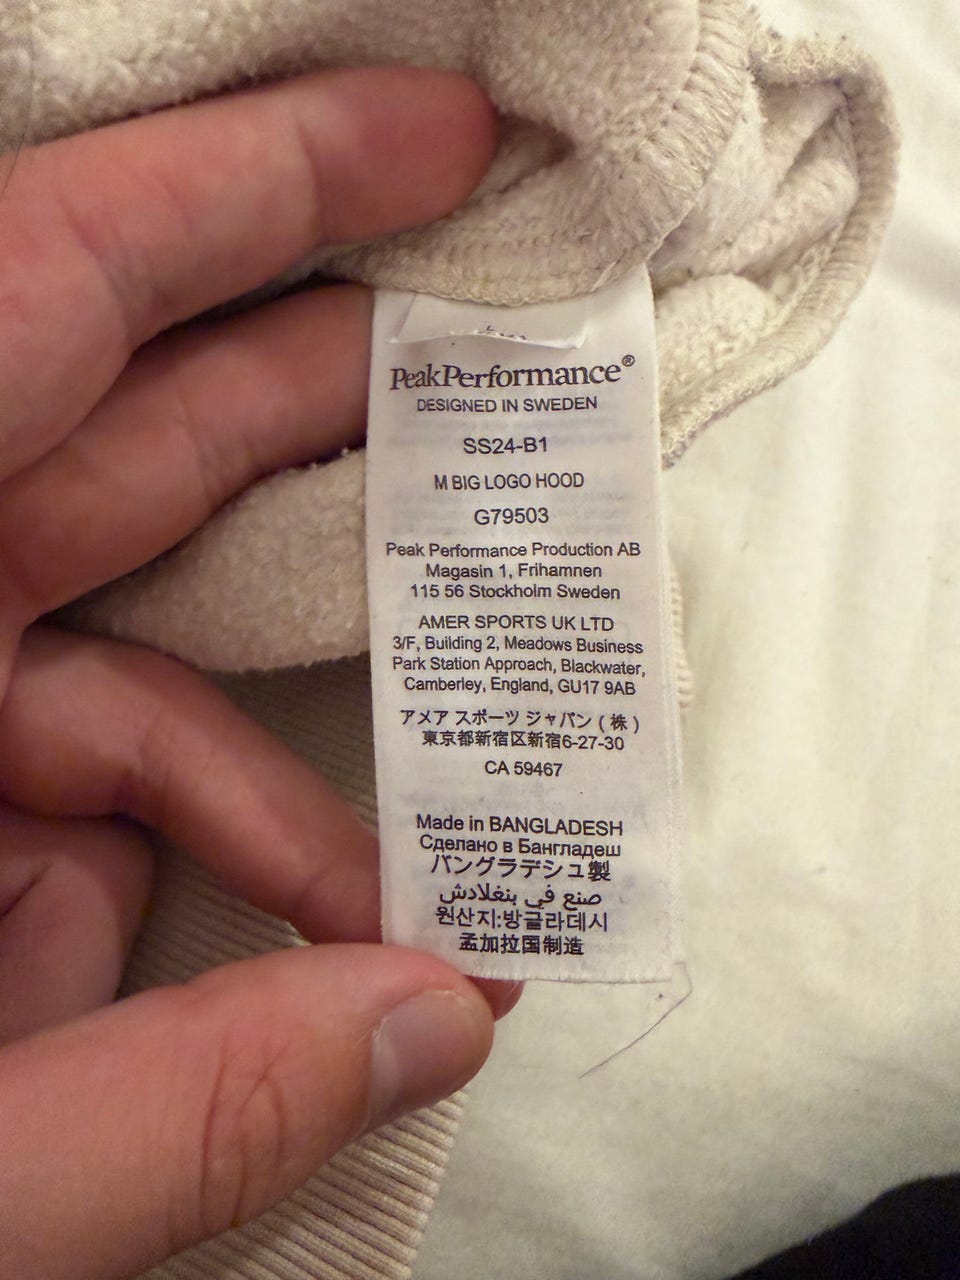 PeakPerformance®
DESIGNED IN SWEDEN
SS24-B1
M BIG LOGO HOOD
G79503
Peak Performance Production AB
Magasin 1, Frihamnen
115 56 Stockholm Sweden
AMER SPORTS UK LTD
3/F, Building 2, Meadows Business
Park Station Approach, Blackwater,
Camberley, England, GU17 9AB
アメア スポーツ ジャパン ( 株 )
東京都新宿区新宿6-27-30
CA 59467
Made in BANGLADESH
Сделано в Бангладеш
バングラデシュ製
صنع في بنغلادش
원산지:방글라데시
孟加拉国制造